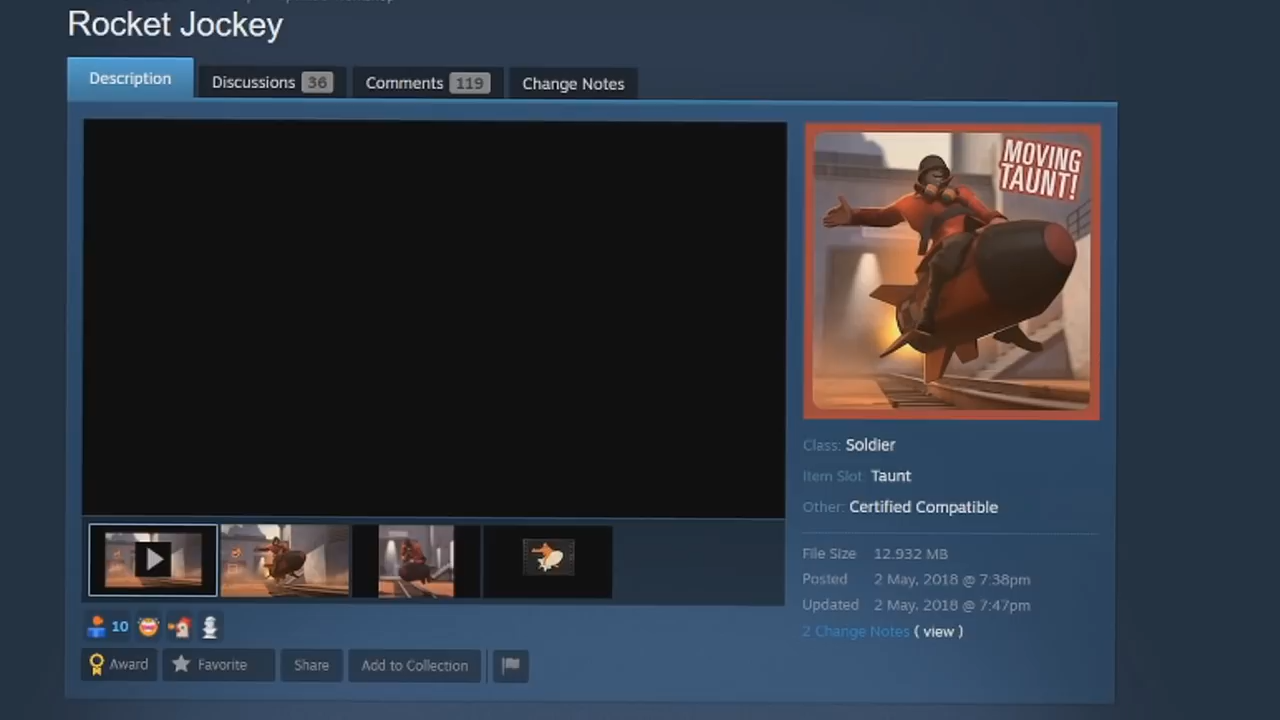 Rocket Jockey
Description
Discussions 36
Comments 119
Change Notes
MOVING
TAUNT!
Class: Soldier
Item Slot: Taunt
Other: Certified Compatible
File Size 12.932 MB
Posted 2 May, 2018 @ 7:38pm
Updated 2 May, 2018 @ 7:47pm
2 Change Notes ( view )
10
Award
Favorite
Share
Add to Collection